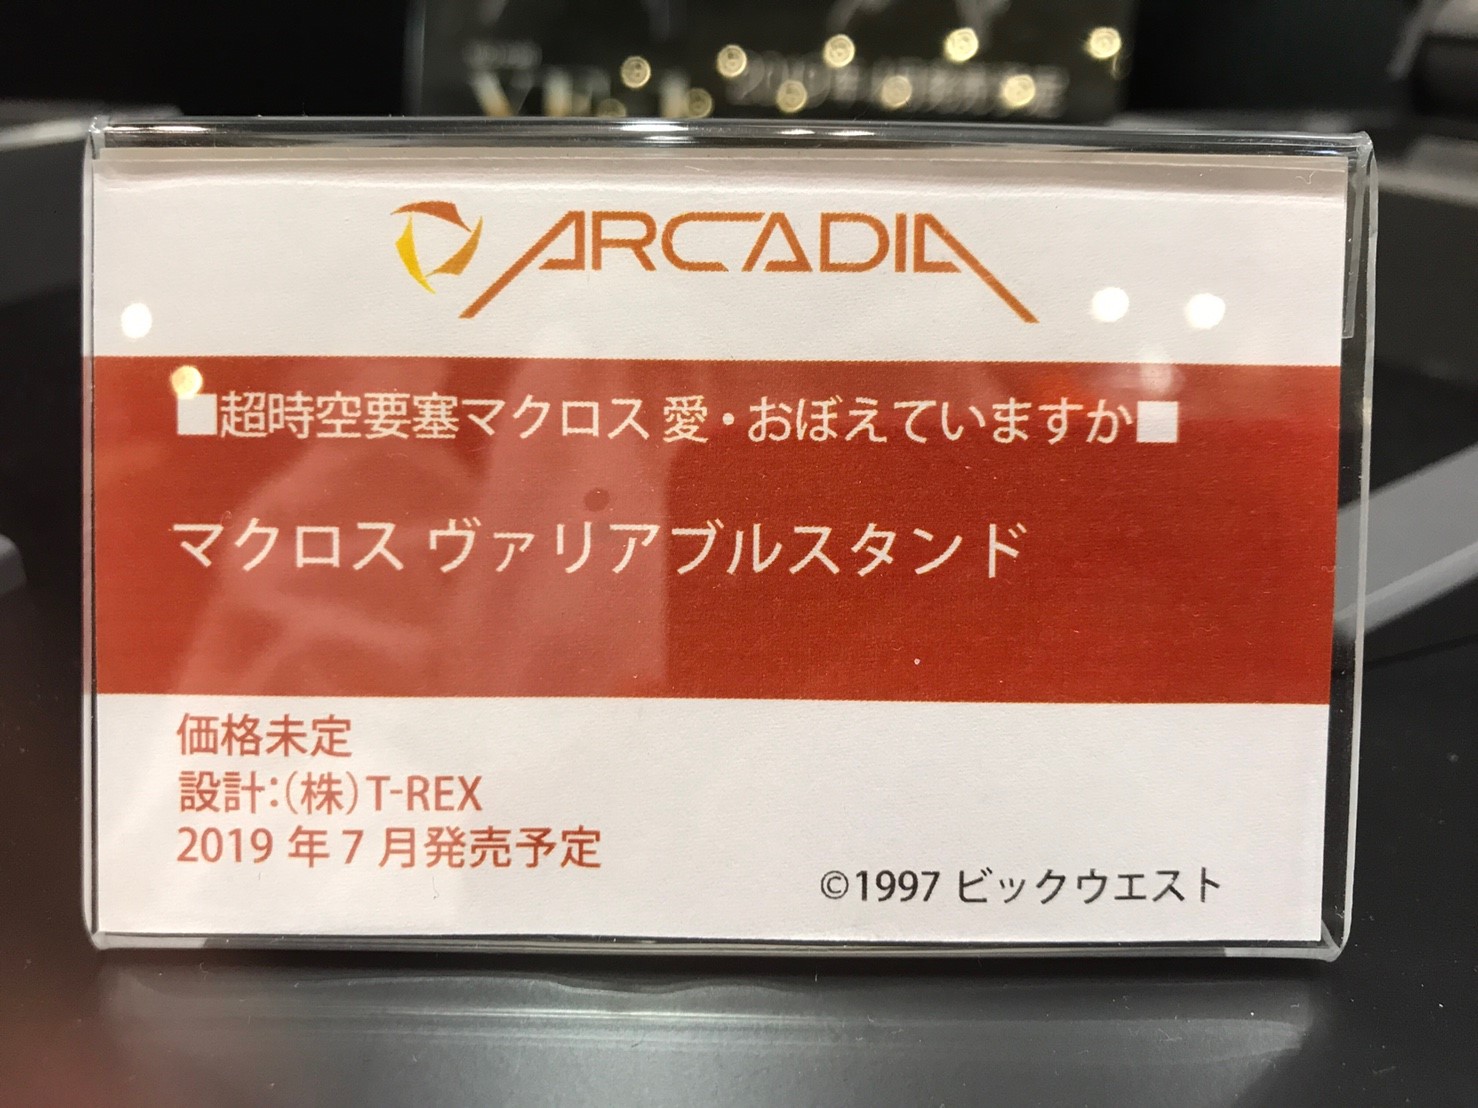 ARCADIA
■超時空要塞マクロス 愛・おぼえていますか■
マクロス ヴァリアブルスタンド
価格未定
設計:(株)T-REX
2019 年 7 月発売予定
©1997 ビックウエスト